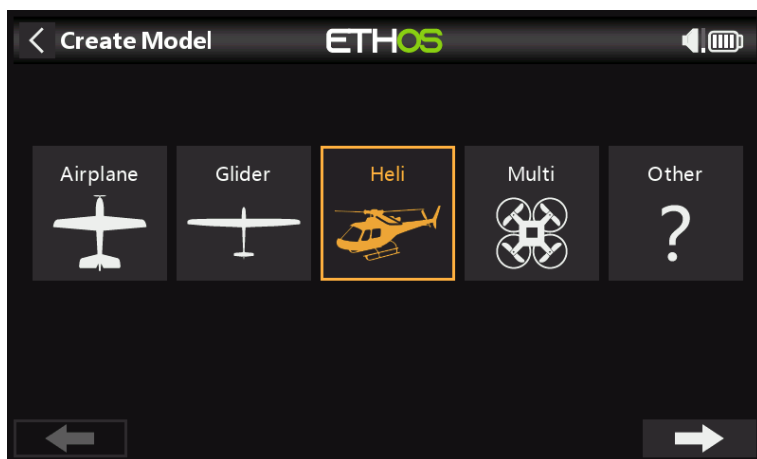 Create Model
ETHOS
Airplane
Glider
Heli
Multi
Other
?